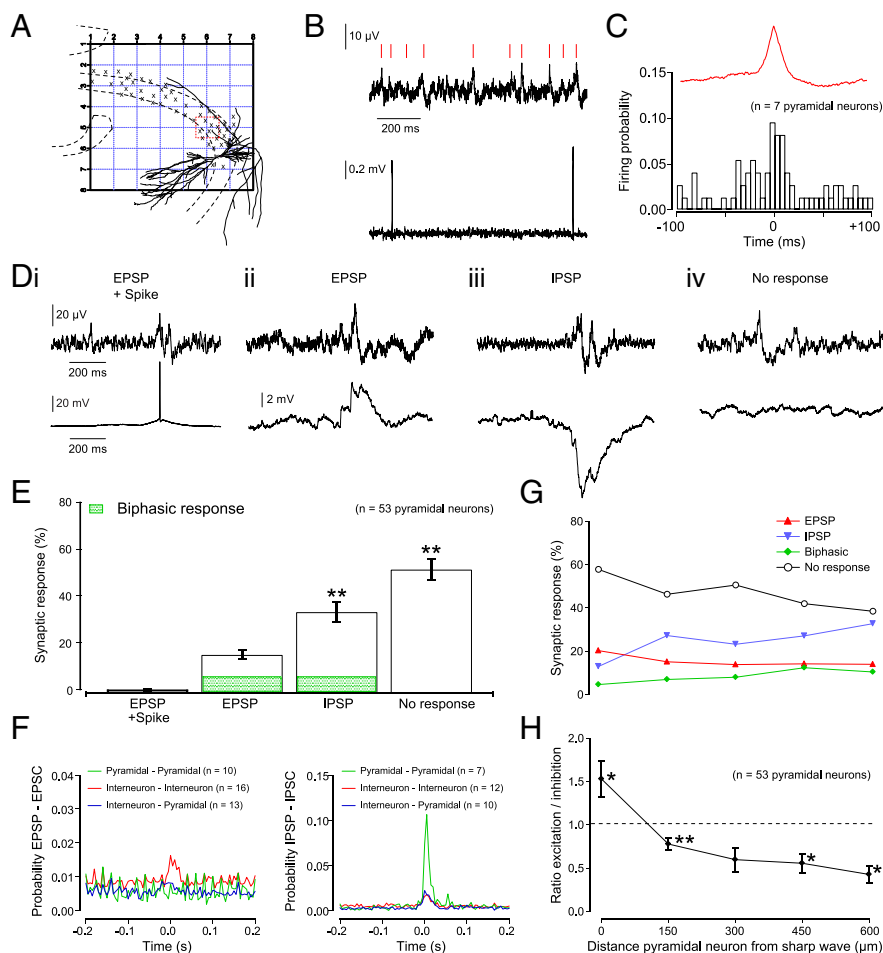 A
1 2 3 4 5 6 7 8
1
2
3
4
5
6
7
8
B
10 µV
200 ms
0.2 mV
C
(n = 7 pyramidal neurons)
Firing probability
0.15
0.10
0.05
0.00
-100 0 +100
Time (ms)
Di
EPSP
+ Spike
20 µV
200 ms
20 mV
200 ms
ii
EPSP
2 mV
iii
IPSP
iv
No response
E
Biphasic response
(n = 53 pyramidal neurons)
Synaptic response (%)
80
60
40
20
0
**
**
EPSP
+Spike
EPSP
IPSP
No response
F
Pyramidal - Pyramidal (n = 10)
Interneuron - Interneuron (n = 16)
Interneuron - Pyramidal (n = 13)
Probability EPSP - EPSC
0.04
0.03
0.02
0.01
0.00
-0.2 -0.1 0.0 0.1 0.2
Time (s)
Pyramidal - Pyramidal (n = 7)
Interneuron - Interneuron (n = 12)
Interneuron - Pyramidal (n = 10)
Probability IPSP - IPSC
0.15
0.10
0.05
0.00
-0.2 -0.1 0.0 0.1 0.2
Time (s)
G
EPSP
IPSP
Biphasic
No response
Synaptic response (%)
80
60
40
20
0
H
(n = 53 pyramidal neurons)
Ratio excitation / inhibition
2.0
1.5
1.0
0.5
0.0
*
**
*
*
0 150 300 450 600
Distance pyramidal neuron from sharp wave (µm)